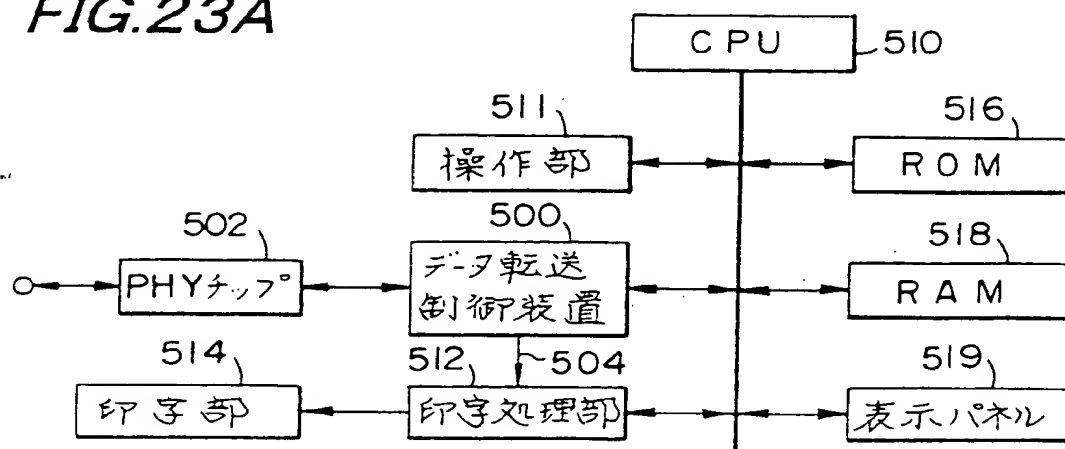 FIG.23A
CPU
510
511
操作部
516
ROM
502
PHYチップ
500
データ転送
制御装置
518
RAM
504
514
印字部
512
印字処理部
519
表示パネル